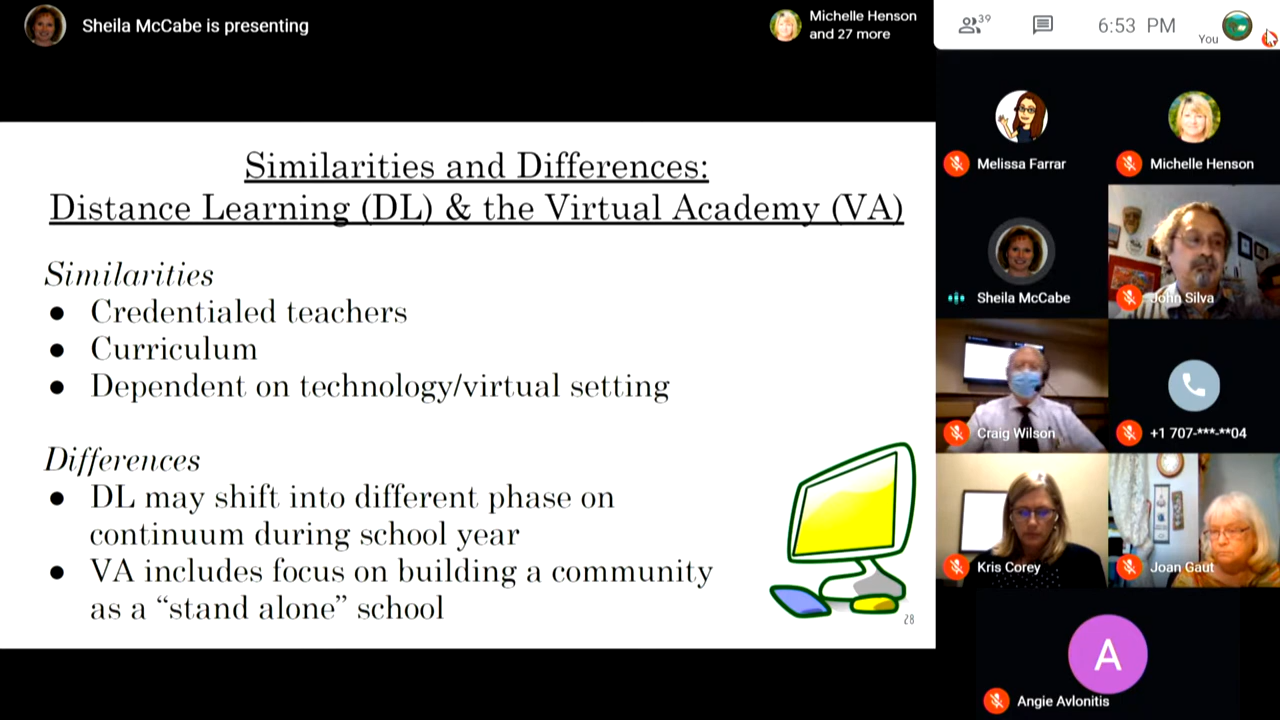 Sheila McCabe is presenting
Michelle Henson
and 27 more
39
6:53 PM
You
Similarities and Differences:
Distance Learning (DL) & the Virtual Academy (VA)
Similarities
● Credentialed teachers
● Curriculum
● Dependent on technology/virtual setting
Differences
● DL may shift into different phase on
continuum during school year
● VA includes focus on building a community
as a “stand alone” school
28
Melissa Farrar
Michelle Henson
Sheila McCabe
John Silva
Craig Wilson
+1 707-***-**04
Kris Corey
Joan Gaut
A
Angie Avlonitis